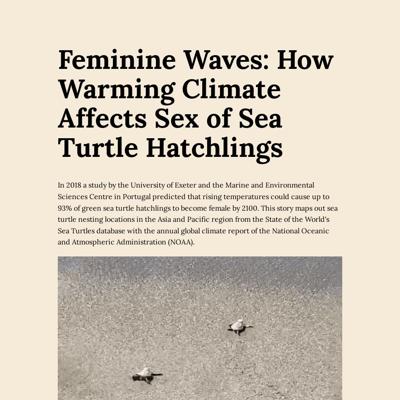 Feminine Waves: How
Warming Climate
Affects Sex of Sea
Turtle Hatchlings
In 2018 a study by the University of Exeter and the Marine and Environmental
Sciences Centre in Portugal predicted that rising temperatures could cause up to
93% of green sea turtle hatchlings to become female by 2100. This story maps out sea
turtle nesting locations in the Asia and Pacific region from the State of the World's
Sea Turtles database with the annual global climate report of the National Oceanic
and Atmospheric Administration (NOAA).